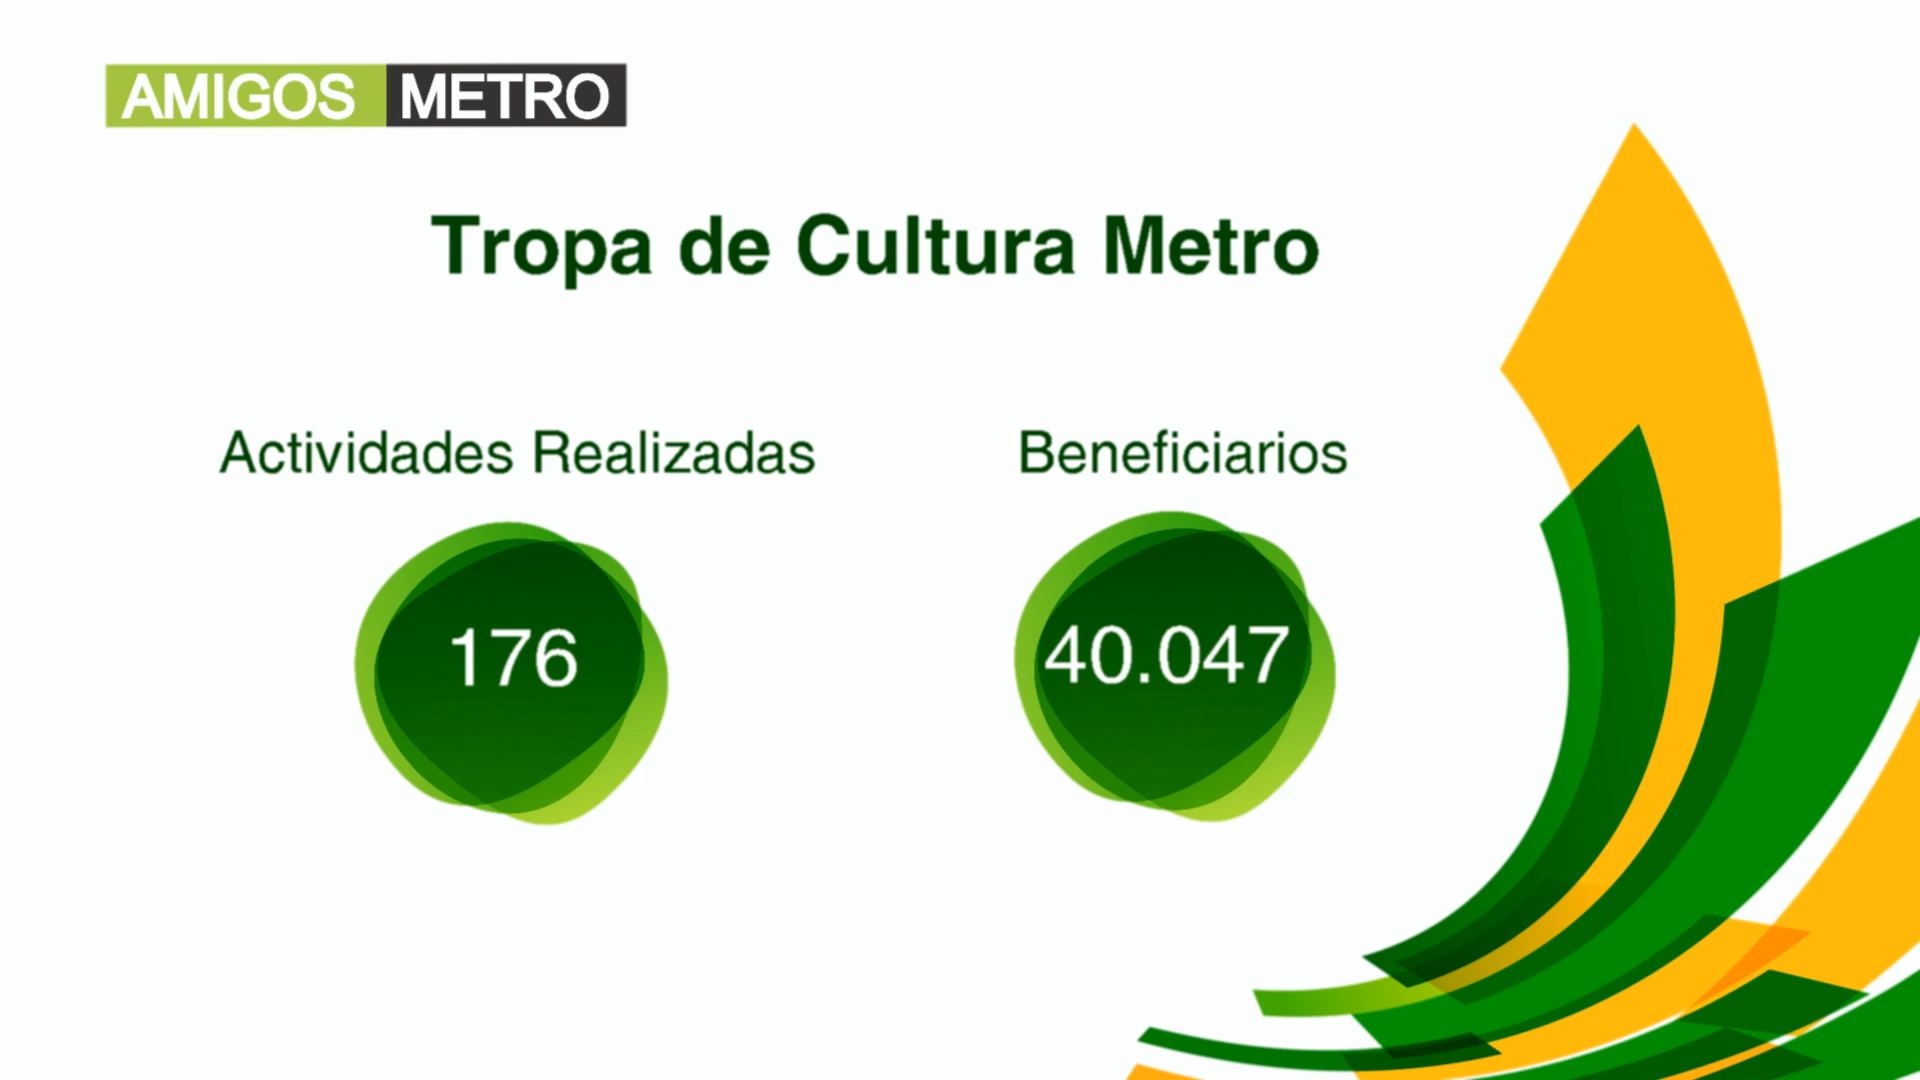 AMIGOS METRO
Tropa de Cultura Metro
Actividades Realizadas
Beneficiarios
176
40.047